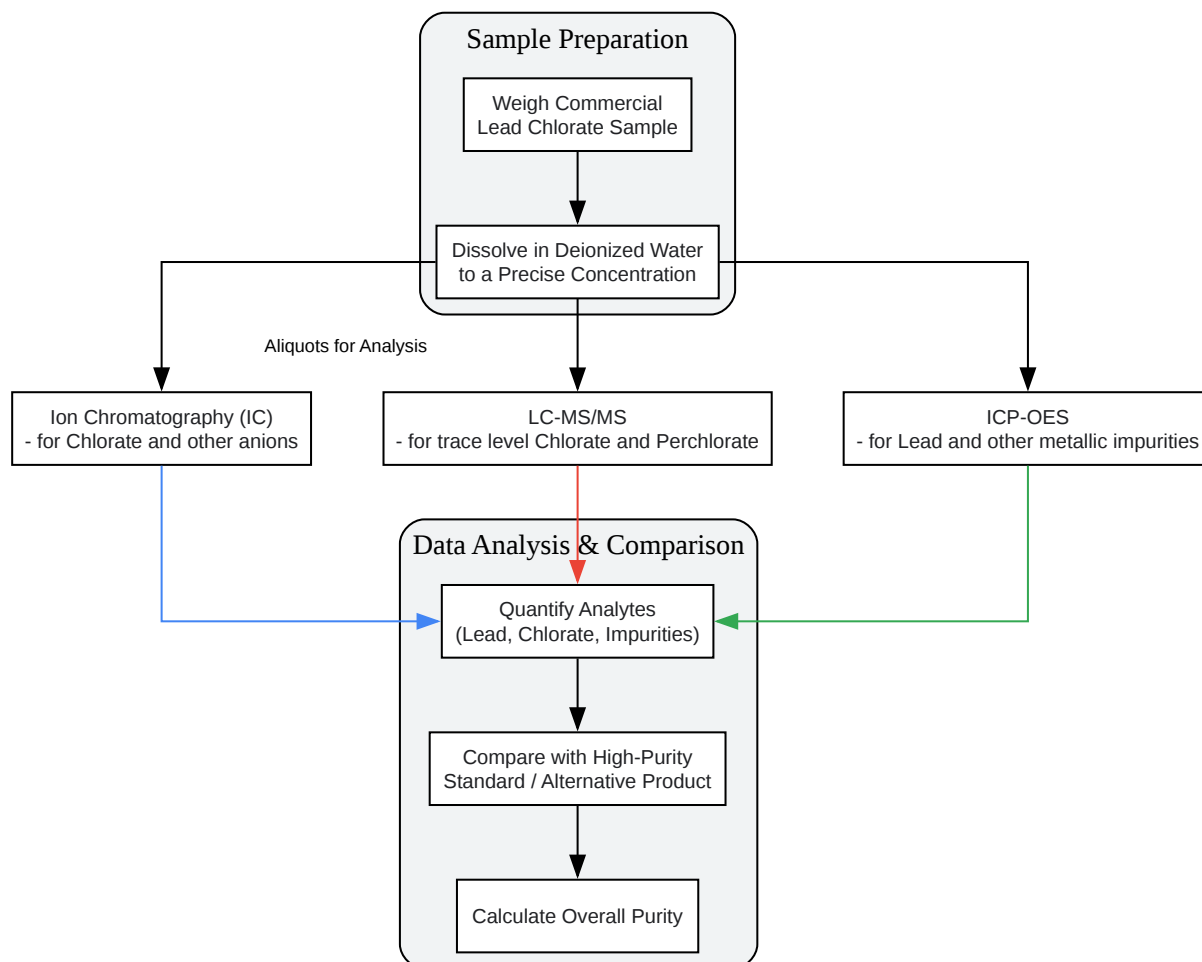 Sample Preparation
Weigh Commercial
Lead Chlorate Sample
Dissolve in Deionized Water
to a Precise Concentration
Aliquots for Analysis
Ion Chromatography (IC)
- for Chlorate and other anions
LC-MS/MS
- for trace level Chlorate and Perchlorate
ICP-OES
- for Lead and other metallic impurities
Data Analysis & Comparison
Quantify Analytes
(Lead, Chlorate, Impurities)
Compare with High-Purity
Standard / Alternative Product
Calculate Overall Purity